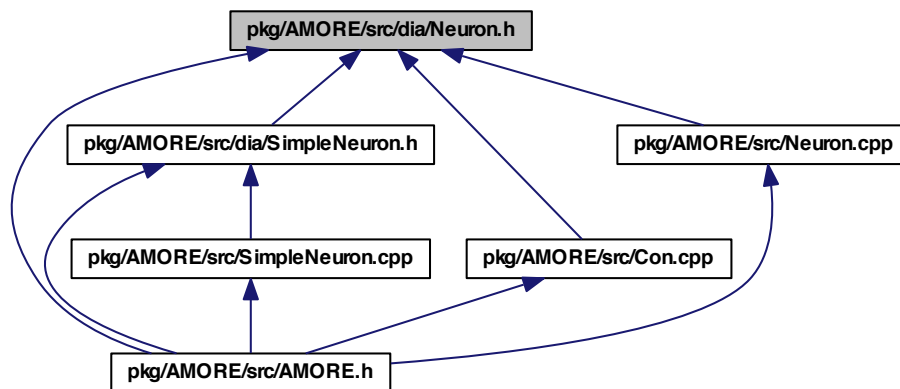 pkg/AMORE/src/dia/Neuron.h
pkg/AMORE/src/dia/SimpleNeuron.h
pkg/AMORE/src/Neuron.cpp
pkg/AMORE/src/SimpleNeuron.cpp
pkg/AMORE/src/Con.cpp
pkg/AMORE/src/AMORE.h